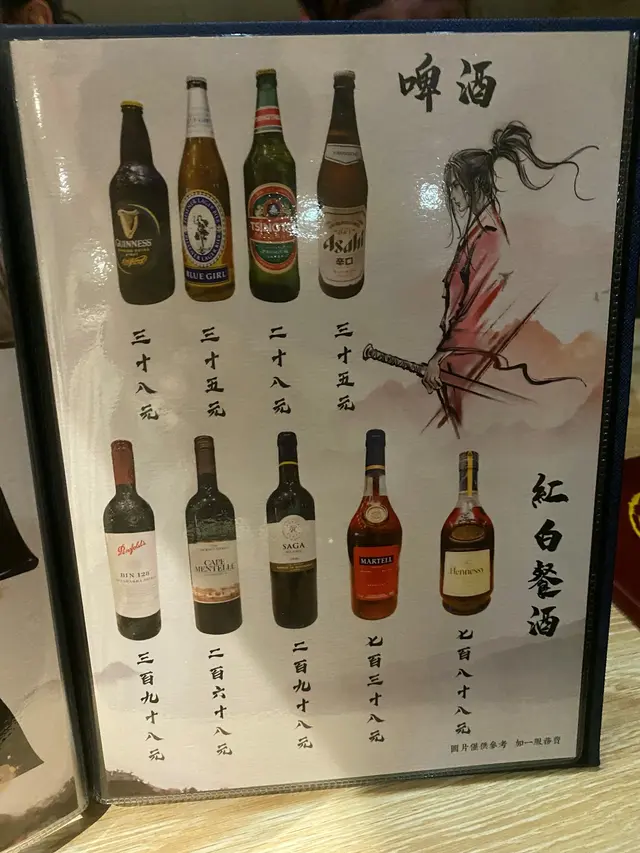 啤酒
GUINNESS
BLUE GIRL
TSINGTAO
Asahi
辛口
三十八元
三十五元
二十八元
三十五元
紅白餐酒
Penfolds
BIN 128
CAPE MENTELLE
SAGA
MARTELL
Hennessy
三百九十八元
二百六十八元
二百九十八元
七百三十八元
七百八十八元
圖片僅供參考 加一服務費